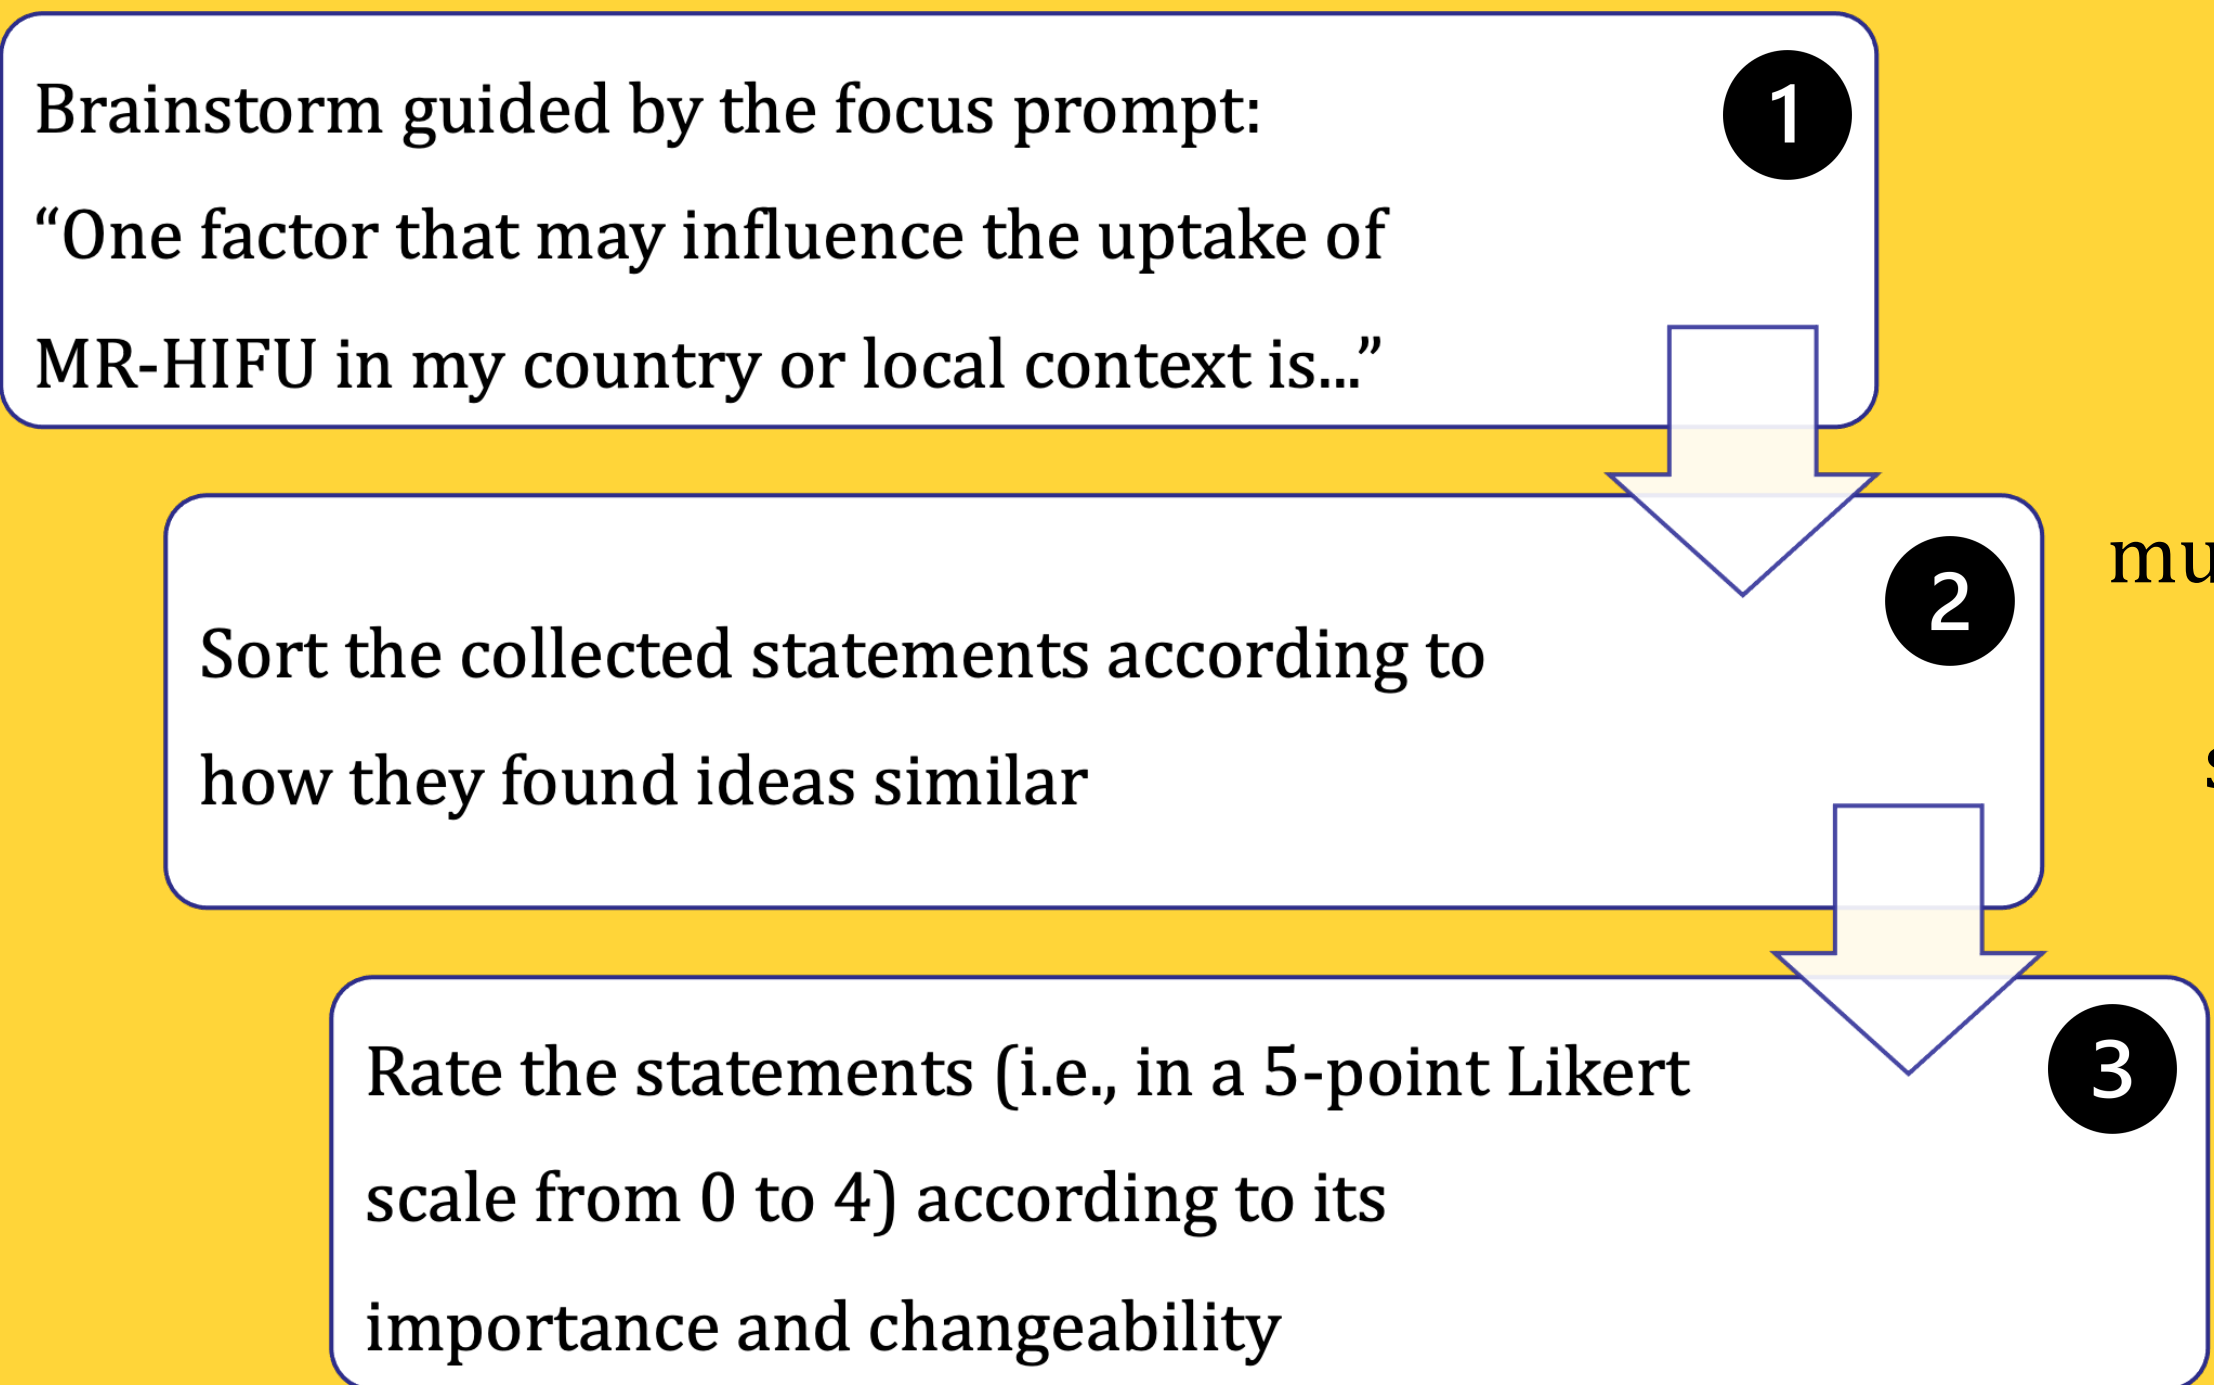 Brainstorm guided by the focus prompt:
“One factor that may influence the uptake of
MR-HIFU in my country or local context is...”
1
Sort the collected statements according to
how they found ideas similar
2
Rate the statements (i.e., in a 5-point Likert
scale from 0 to 4) according to its
importance and changeability
3